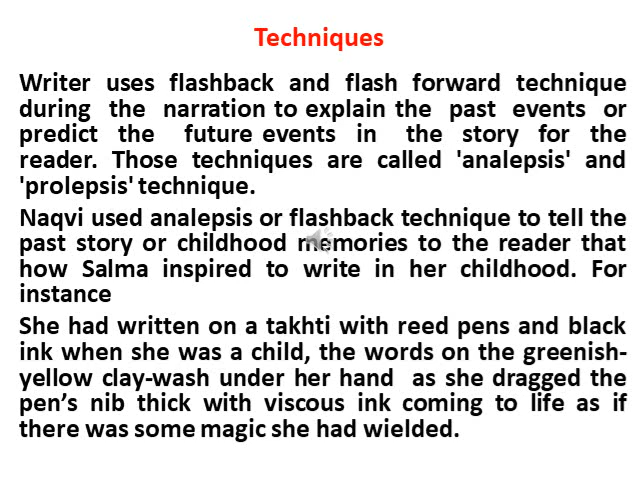 Techniques
Writer uses flashback and flash forward technique
during the narration to explain the past events or
predict the future events in the story for the
reader. Those techniques are called 'analepsis' and
'prolepsis' technique.
Naqvi used analepsis or flashback technique to tell the
past story or childhood memories to the reader that
how Salma inspired to write in her childhood. For
instance
She had written on a takhti with reed pens and black
ink when she was a child, the words on the greenish-
yellow clay-wash under her hand as she dragged the
pen’s nib thick with viscous ink coming to life as if
there was some magic she had wielded.